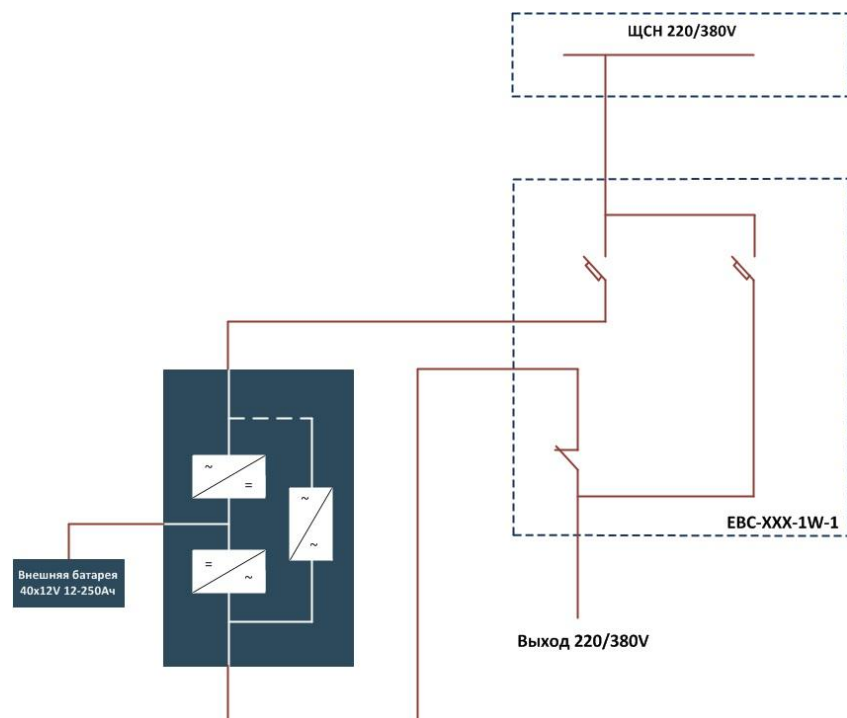 ЩСН 220/380V
~
=
~
=
~
~
Внешняя батарея
40x12V 12-250Ач
EBC-XXX-1W-1
Выход 220/380V